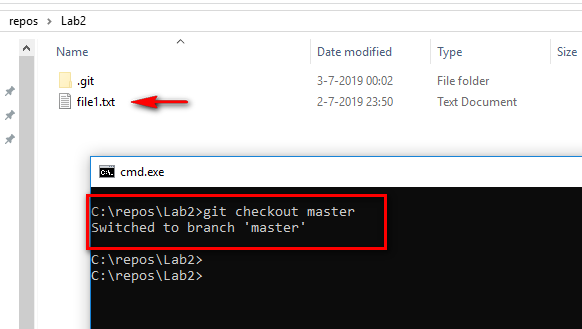 repos > Lab2
Name Date modified Type Size
.git 3-7-2019 00:02 File folder
file1.txt 2-7-2019 23:50 Text Document
C:\. cmd.exe
C:\repos\Lab2>git checkout master
Switched to branch 'master'
C:\repos\Lab2>
C:\repos\Lab2>